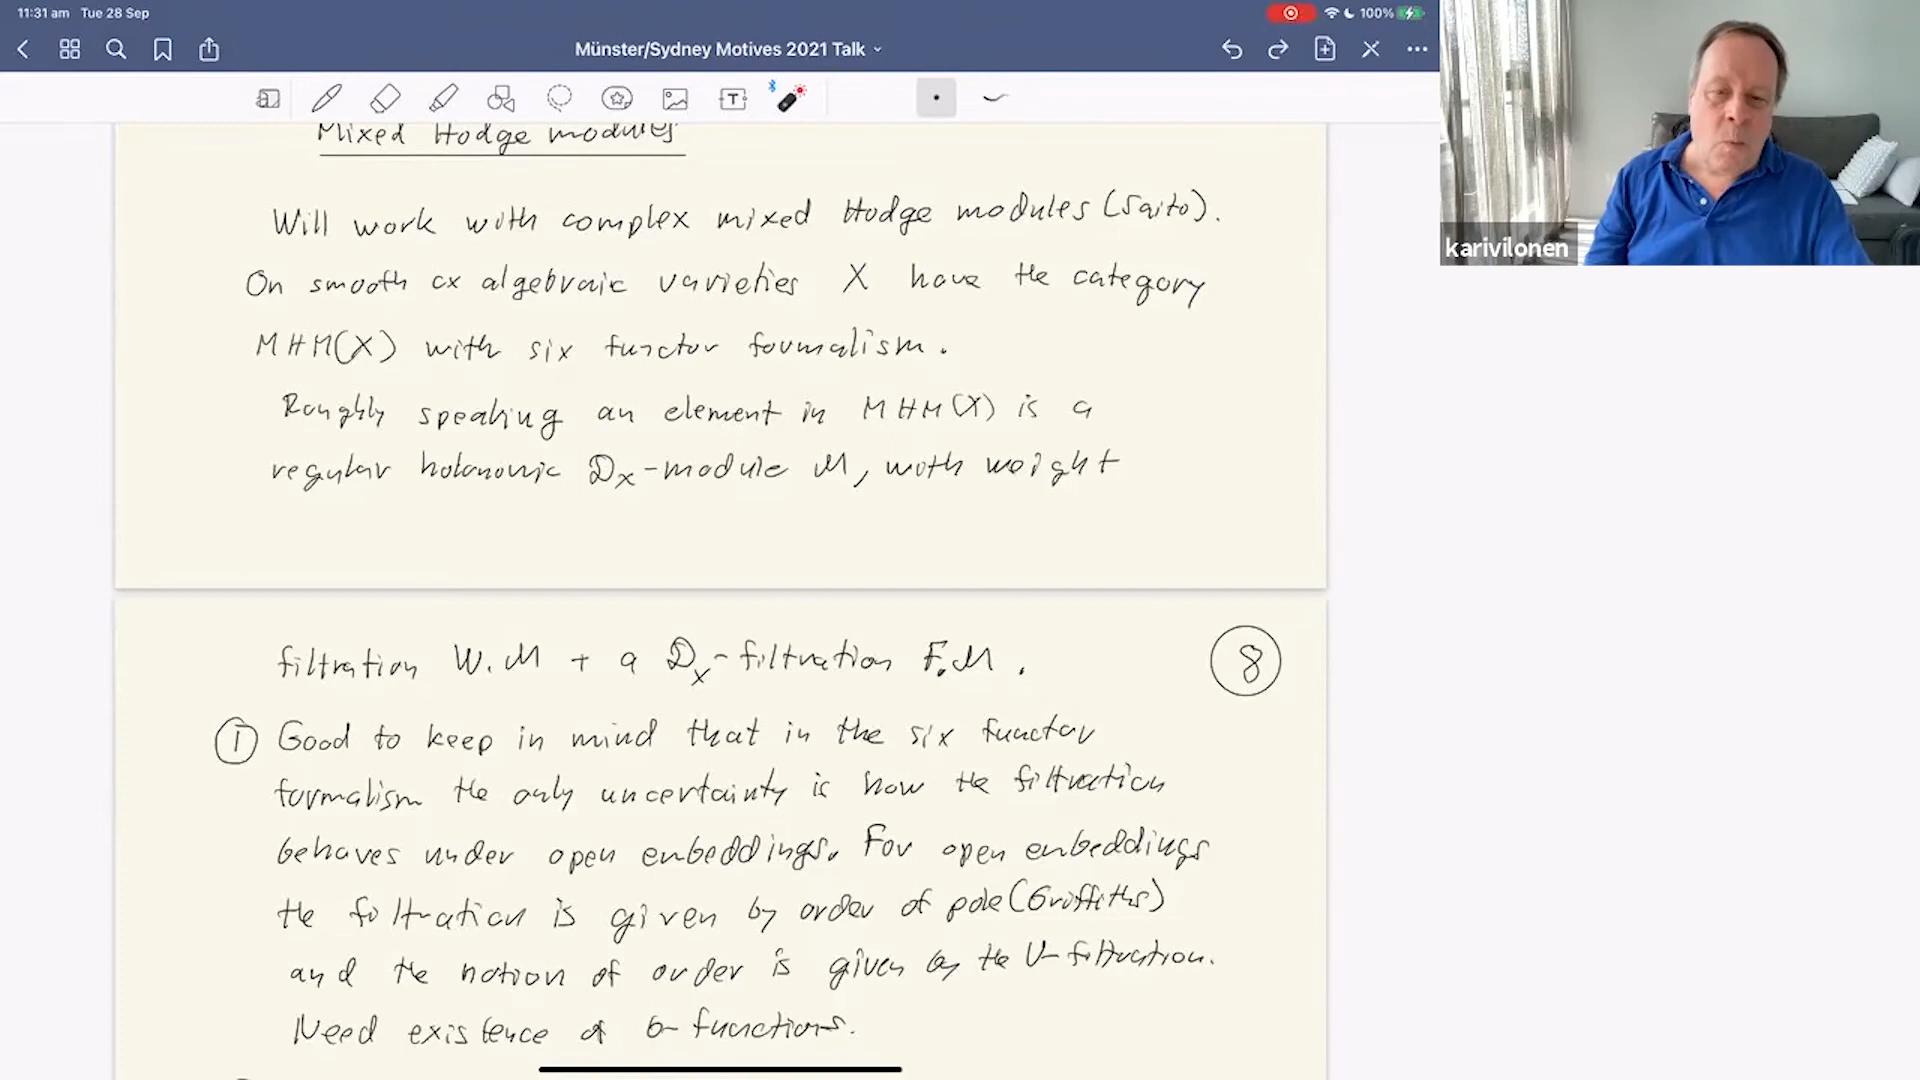 11:31 am Tue 28 Sep
100%
Münster/Sydney Motives 2021 Talk
T
karivilonen
Mixed Hodge modules
Will work with complex mixed Hodge modules (Saito).
On smooth cx algebraic varieties X have the category
MHM(X) with six functor formalism.
Roughly speaking an element in MHM(X) is a
regular holonomic Dx-module M, with weight
filtration W.M + a Dx-filtration F.M.
8
① Good to keep in mind that in the six functor
formalism the only uncertainty is how the filtration
behaves under open embeddings. For open embeddings
the filtration is given by order of pole (Griffiths)
and the notion of order is given by the V-filtration.
Need existence of b-functions.